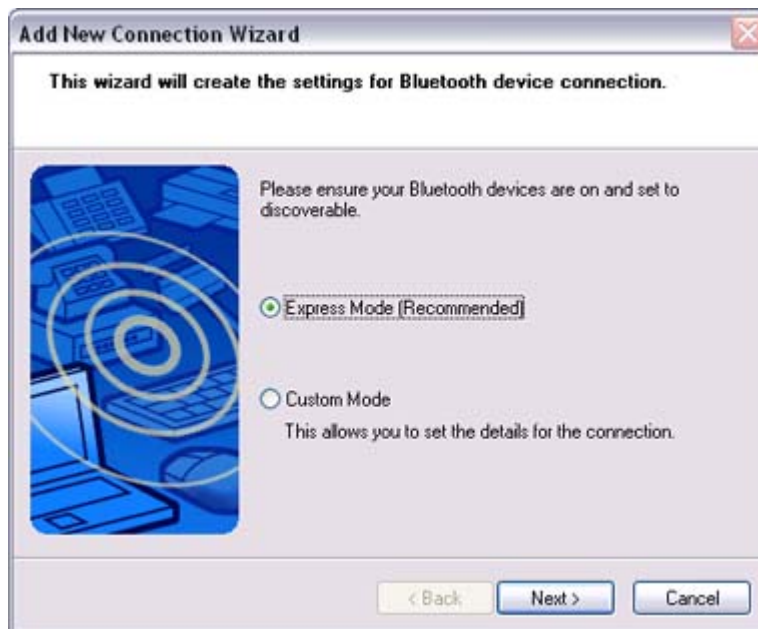 Add New Connection Wizard
This wizard will create the settings for Bluetooth device connection.
Please ensure your Bluetooth devices are on and set to
discoverable.
Express Mode (Recommended)
Custom Mode
This allows you to set the details for the connection.
< Back Next > Cancel